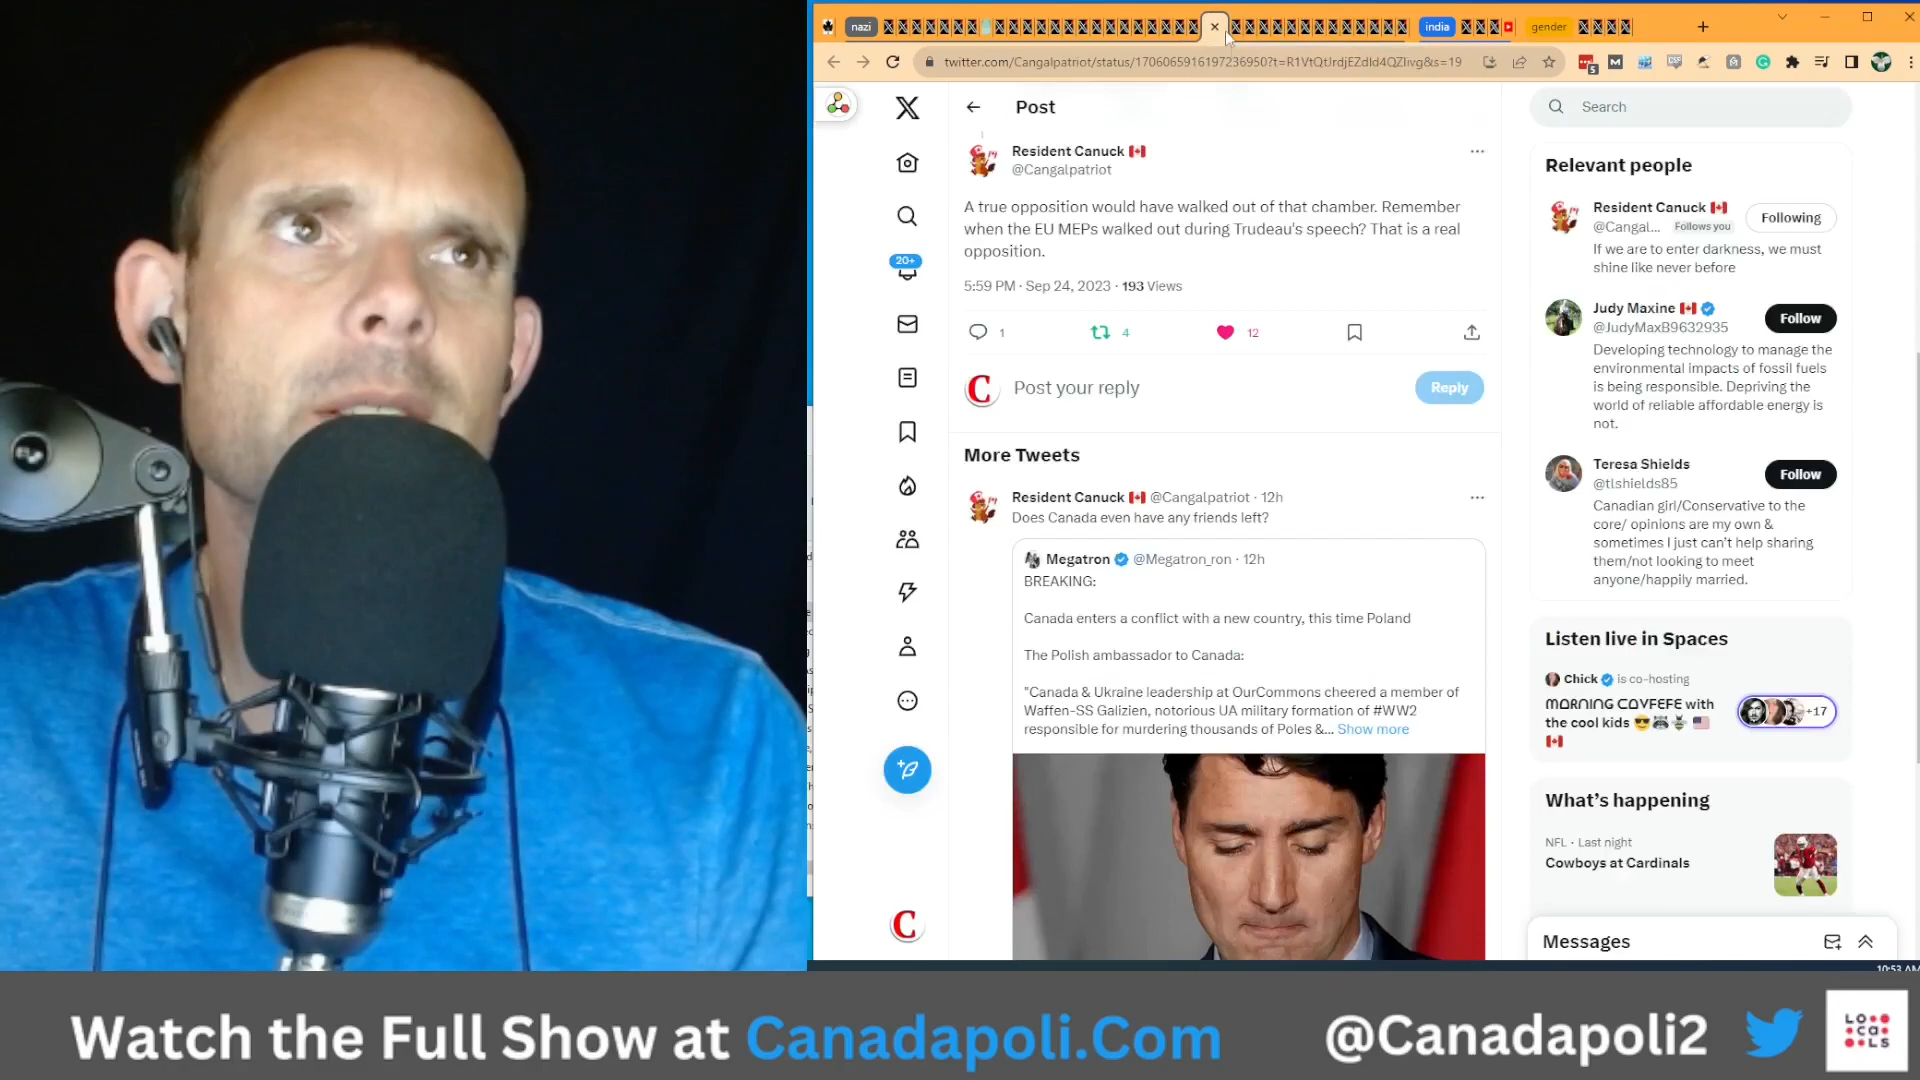 nazi
india
gender
twitter.com/Cangalpatriot/status/1706065916197236950?t=R1VtQtJrdjEZdId4QZIivg&s=19
5
Post
Search
Resident Canuck
@Cangalpatriot
A true opposition would have walked out of that chamber. Remember
when the EU MEPs walked out during Trudeau's speech? That is a real
opposition.
5:59 PM · Sep 24, 2023 · 193 Views
1 4 12
C Post your reply Reply
More Tweets
Resident Canuck @Cangalpatriot · 12h
Does Canada even have any friends left?
Megatron @Megatron_ron · 12h
BREAKING:
Canada enters a conflict with a new country, this time Poland
The Polish ambassador to Canada:
"Canada & Ukraine leadership at OurCommons cheered a member of
Waffen-SS Galizien, notorious UA military formation of #WW2
responsible for murdering thousands of Poles &... Show more
20+
C
Relevant people
Resident Canuck
@Cangal... Follows you
Following
If we are to enter darkness, we must
shine like never before
Judy Maxine
@JudyMaxB9632935
Follow
Developing technology to manage the
environmental impacts of fossil fuels
is being responsible. Depriving the
world of reliable affordable energy is
not.
Teresa Shields
@tlshields85
Follow
Canadian girl/Conservative to the
core/ opinions are my own &
sometimes I just can't help sharing
them/not looking to meet
anyone/happily married.
Listen live in Spaces
Chick is co-hosting
MORNING COVFEFE with
the cool kids
+17
What's happening
NFL · Last night
Cowboys at Cardinals
Messages
10:53 AM
Watch the Full Show at Canadapoli.Com
@Canadapoli2
LO
ca
LS